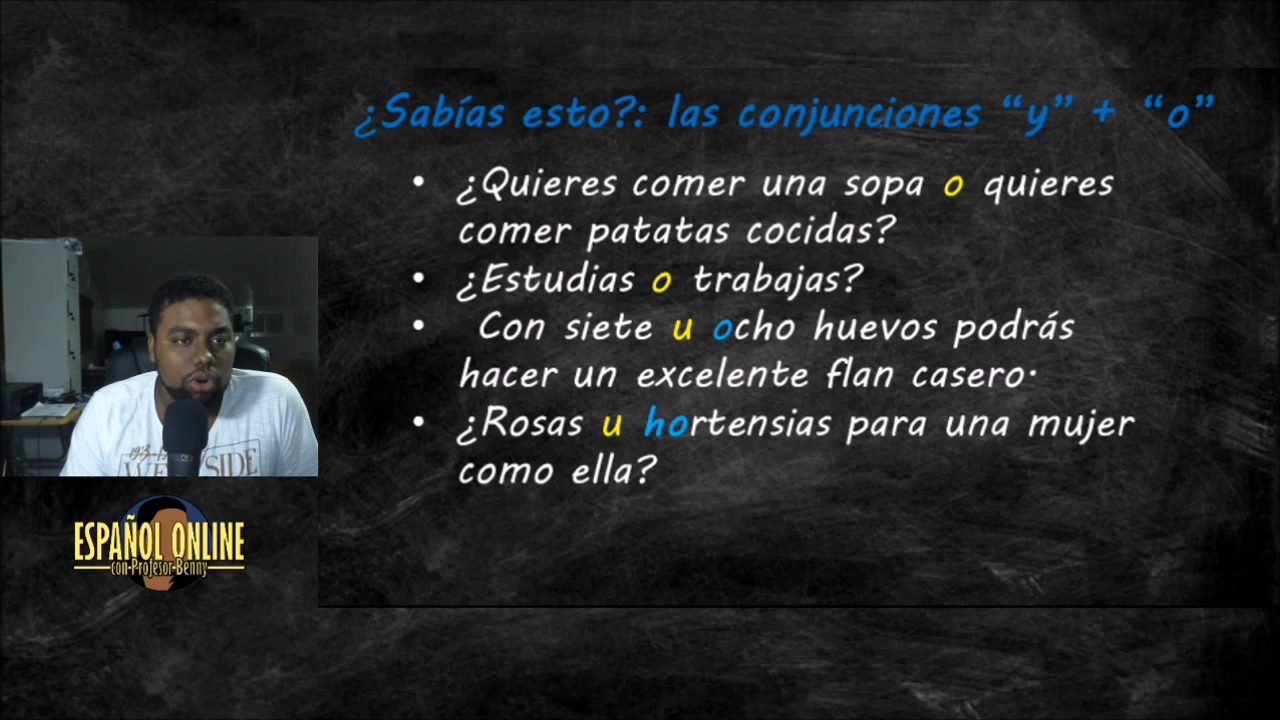 ¿Sabías esto?: las conjunciones “y” + “o”
• ¿Quieres comer una sopa o quieres
comer patatas cocidas?
• ¿Estudias o trabajas?
• Con siete u ocho huevos podrás
hacer un excelente flan casero.
• ¿Rosas u hortensias para una mujer
como ella?
SIDE
ESPAÑOL ONLINE
con Profesor Benny